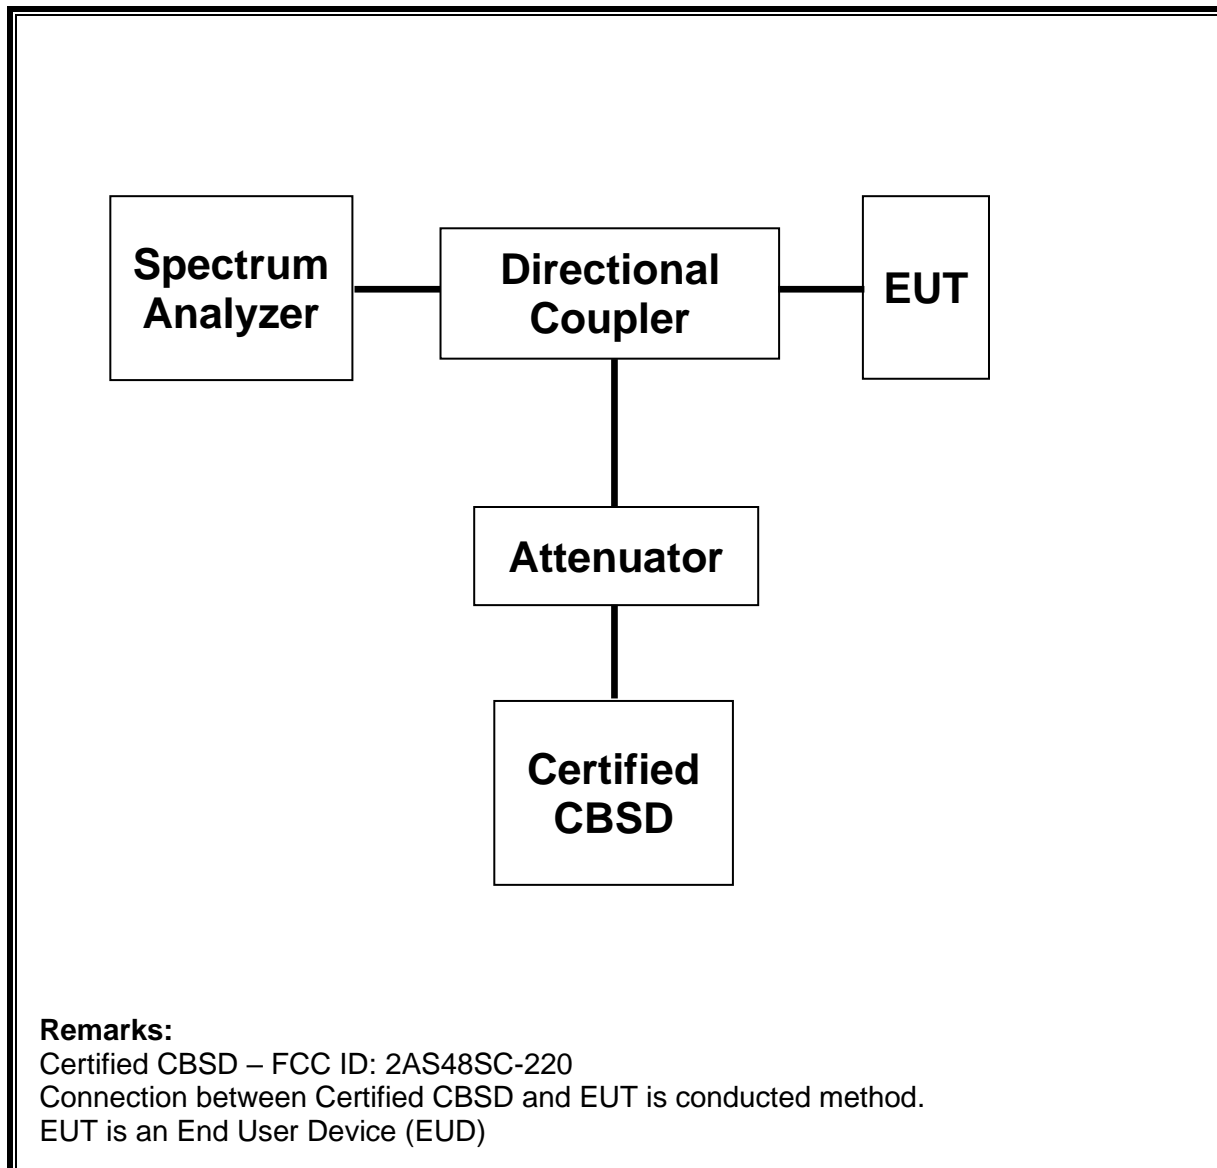 Spectrum
Analyzer
Directional
Coupler
EUT
Attenuator
Certified
CBSD
Remarks:
Certified CBSD – FCC ID: 2AS48SC-220
Connection between Certified CBSD and EUT is conducted method.
EUT is an End User Device (EUD)